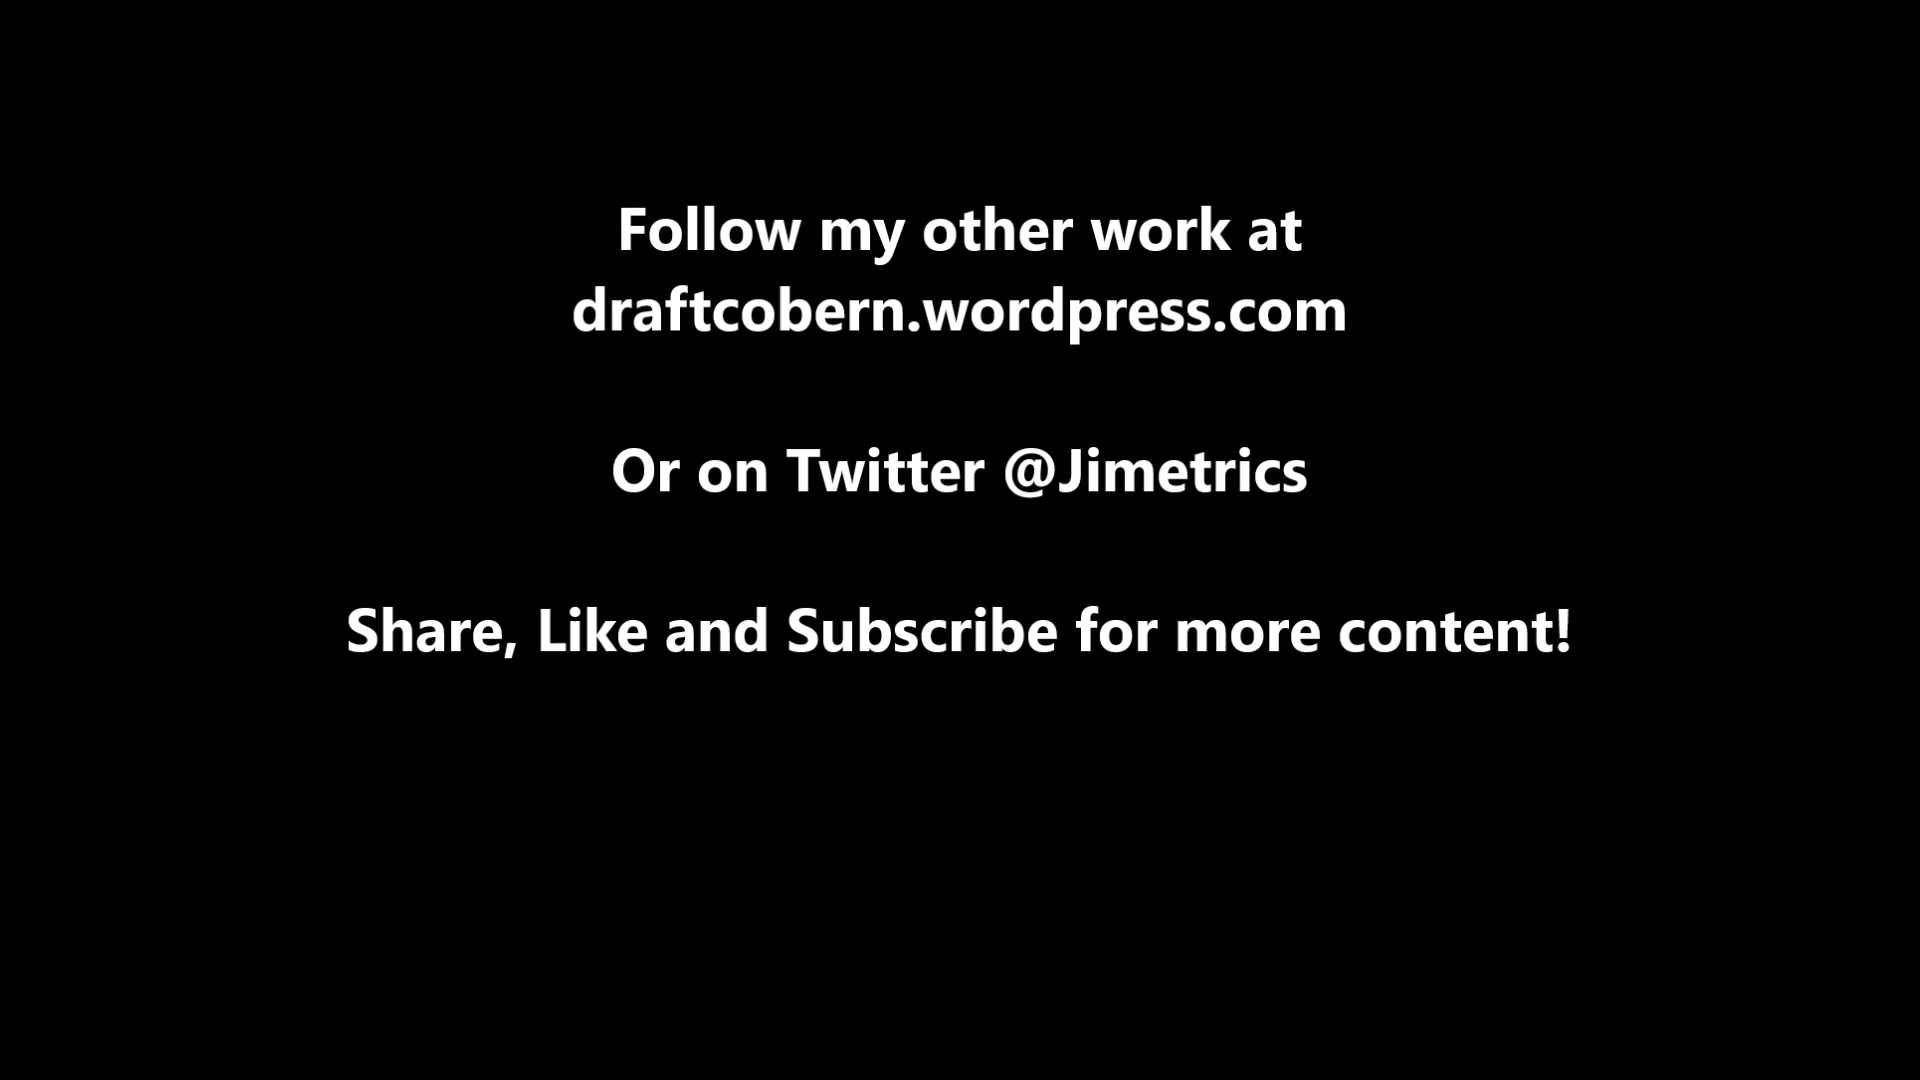 Follow my other work at
draftcobern.wordpress.com
Or on Twitter @Jimetrics
Share, Like and Subscribe for more content!